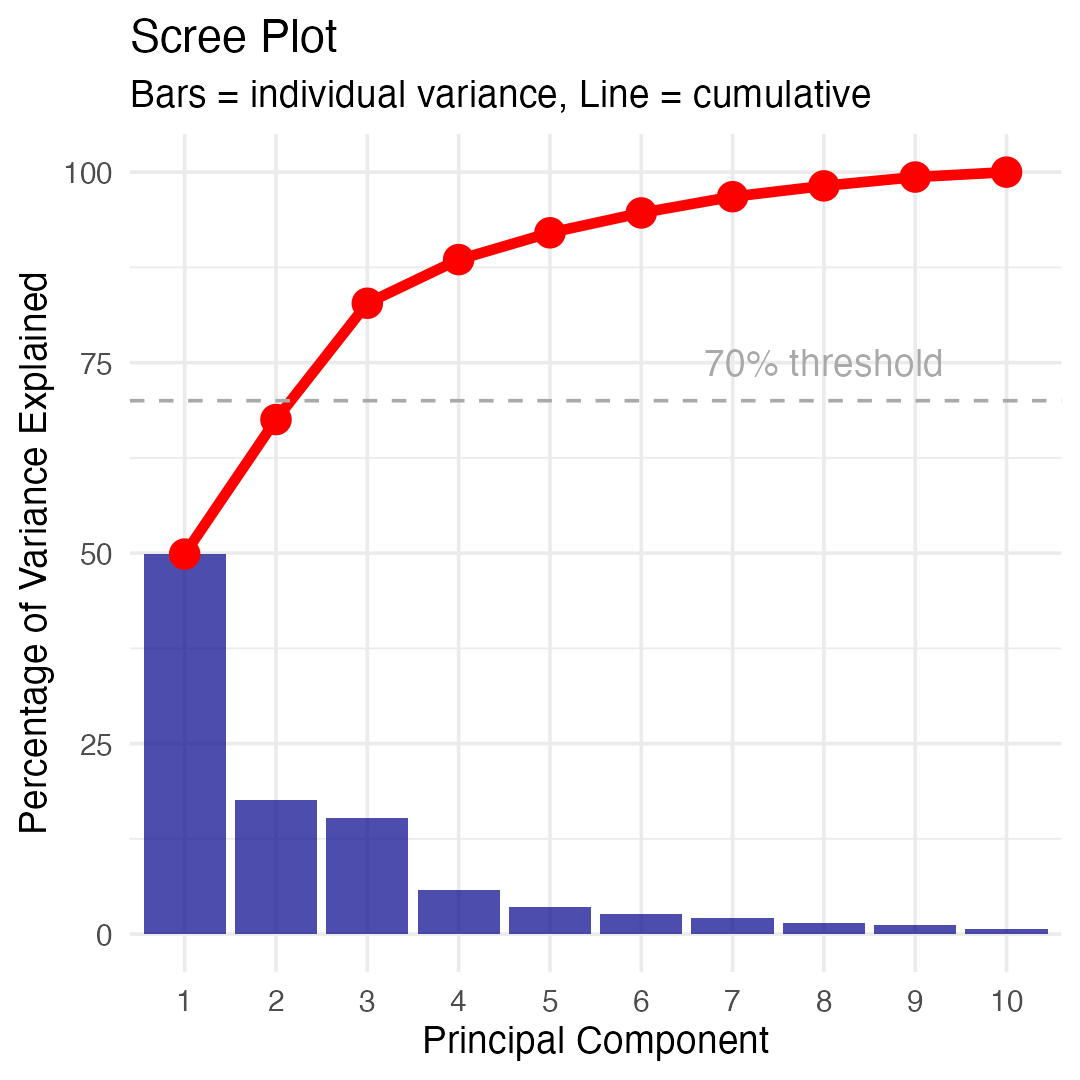 Scree Plot
Bars = individual variance, Line = cumulative
Percentage of Variance Explained
100
75
50
25
0
70% threshold
1 2 3 4 5 6 7 8 9 10
Principal Component